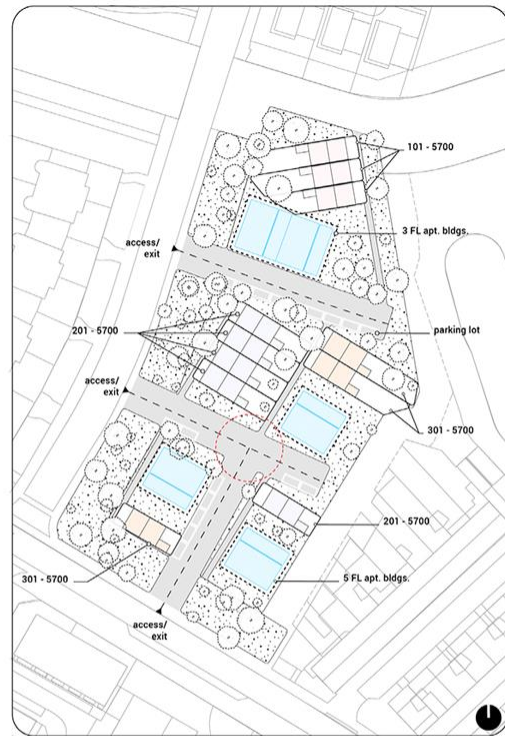 101 - 5700
3 FL apt. bldgs.
access/
exit
201 - 5700
parking lot
access/
exit
301 - 5700
201 - 5700
301 - 5700
5 FL apt. bldgs.
access/
exit